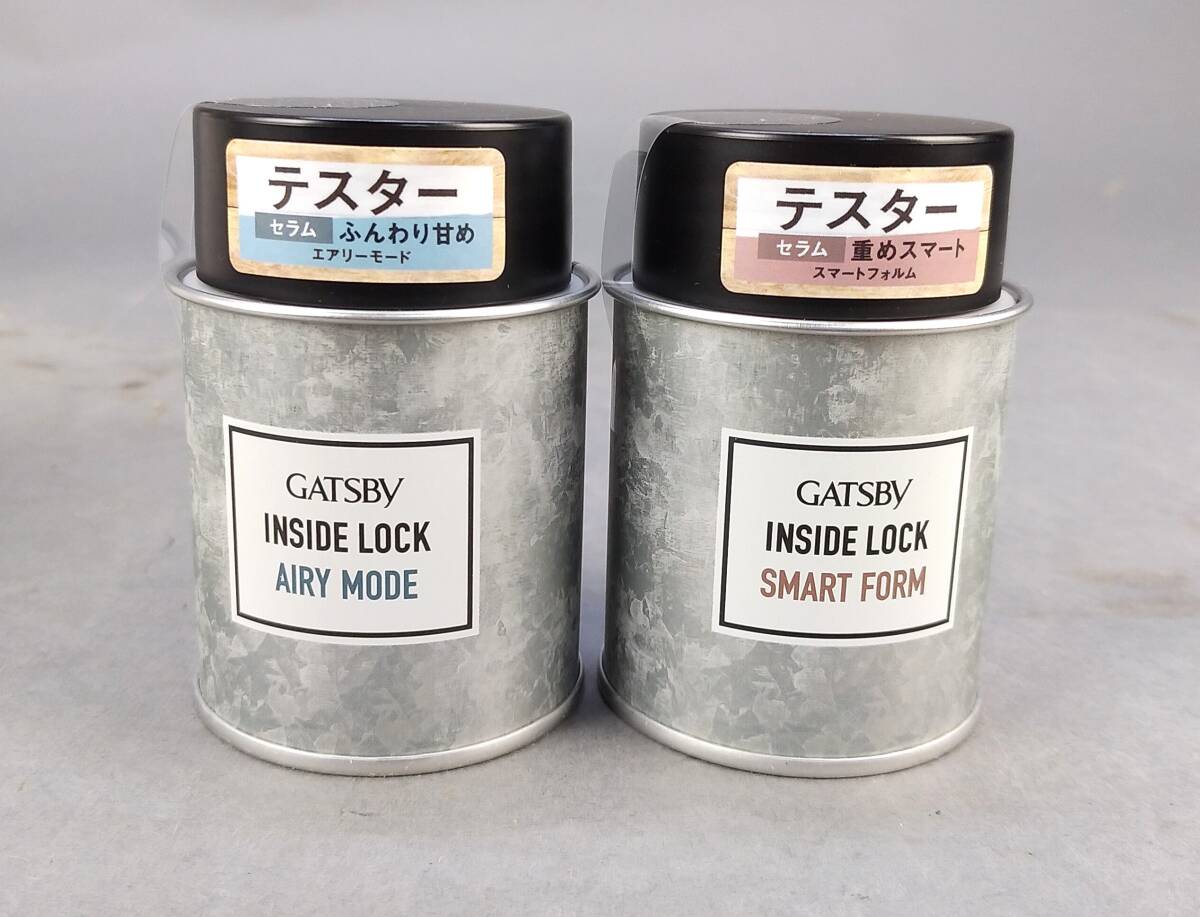 テスター
セラム ふんわり甘め
エアリーモード
GATSBY
INSIDE LOCK
AIRY MODE
テスター
セラム 重めスマート
スマートフォルム
GATSBY
INSIDE LOCK
SMART FORM